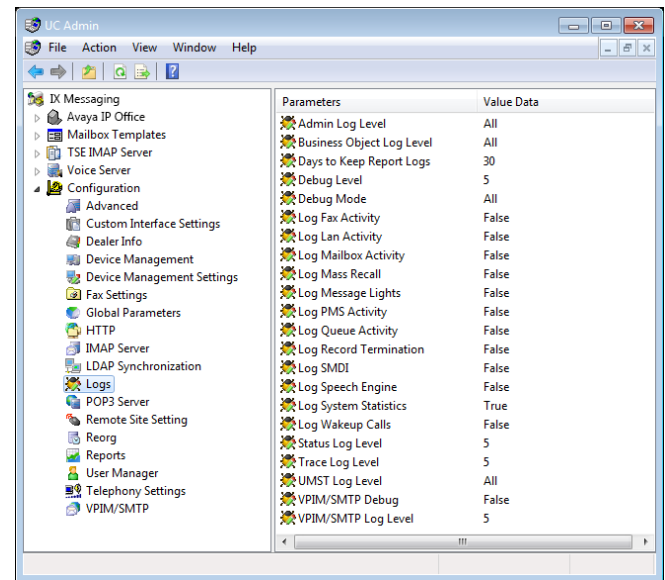 UC Admin
File Action View Window Help
IX Messaging
Avaya IP Office
Mailbox Templates
TSE IMAP Server
Voice Server
Configuration
Advanced
Custom Interface Settings
Dealer Info
Device Management
Device Management Settings
Fax Settings
Global Parameters
HTTP
IMAP Server
LDAP Synchronization
Logs
POP3 Server
Remote Site Setting
Reorg
Reports
User Manager
Telephony Settings
VPIM/SMTP
Parameters Value Data
Admin Log Level All
Business Object Log Level All
Days to Keep Report Logs 30
Debug Level 5
Debug Mode All
Log Fax Activity False
Log Lan Activity False
Log Mailbox Activity False
Log Mass Recall False
Log Message Lights False
Log PMS Activity False
Log Queue Activity False
Log Record Termination False
Log SMDI False
Log Speech Engine False
Log System Statistics True
Log Wakeup Calls False
Status Log Level 5
Trace Log Level 5
UMST Log Level All
VPIM/SMTP Debug False
VPIM/SMTP Log Level 5